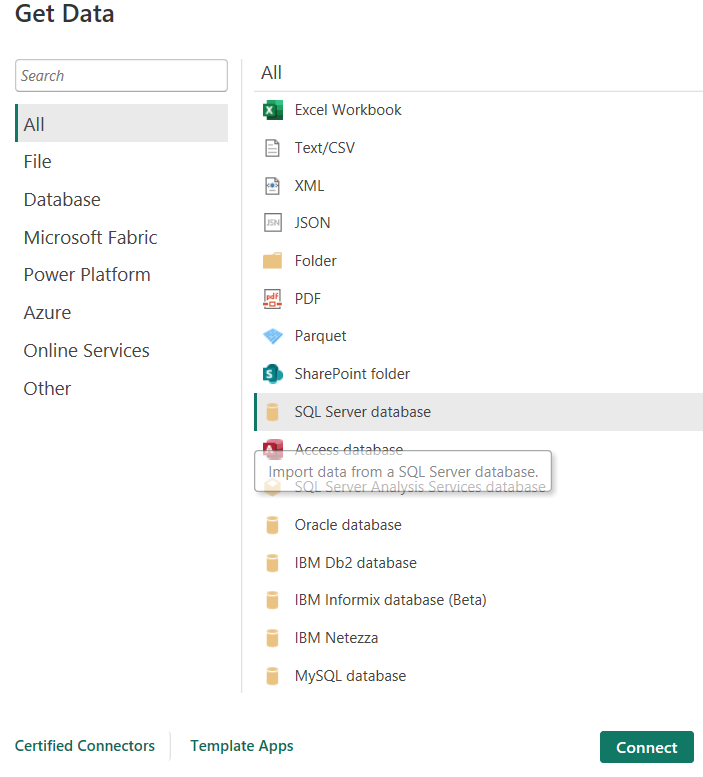 Get Data
Search
All
File
Database
Microsoft Fabric
Power Platform
Azure
Online Services
Other
All
Excel Workbook
Text/CSV
XML
JSN JSON
Folder
pdf PDF
Parquet
S SharePoint folder
SQL Server database
A Access database
Import data from a SQL Server database.
SQL Server Analysis Services database
Oracle database
IBM Db2 database
IBM Informix database (Beta)
IBM Netezza
MySQL database
Certified Connectors
Template Apps
Connect